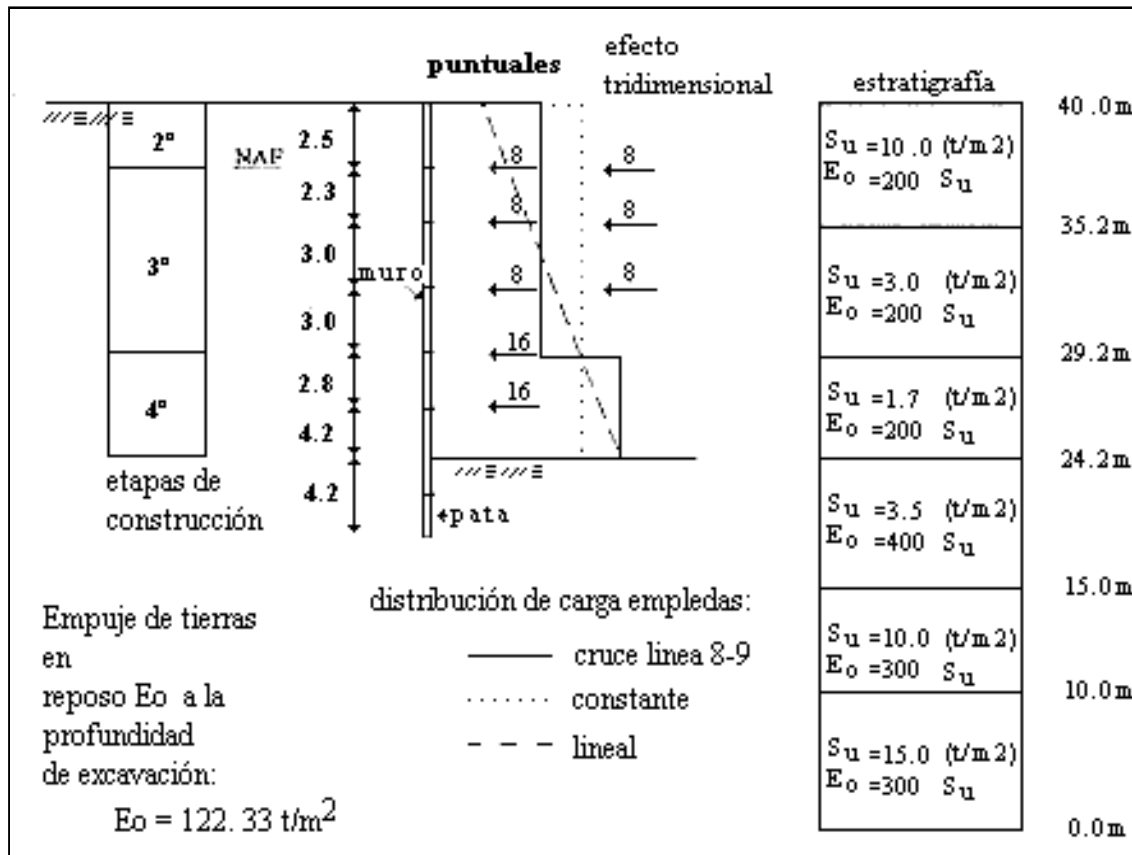 puntuales
efecto
tridimensional
estratigrafía
2º
3º
4º
etapas de
construcción
NAF
2.5
2.3
3.0
3.0
2.8
4.2
4.2
muro
pata
8
8
8
16
16
8
8
8
Su =10.0 (t/m2)
Eo =200 Su
Su =3.0 (t/m2)
Eo =200 Su
Su =1.7 (t/m2)
Eo =200 Su
Su =3.5 (t/m2)
Eo =400 Su
Su =10.0 (t/m2)
Eo =300 Su
Su =15.0 (t/m2)
Eo =300 Su
40.0m
35.2m
29.2m
24.2m
15.0m
10.0m
0.0m
Empuje de tierras
en
reposo Eo a la
profundidad
de excavación:
Eo = 122. 33 t/m²
distribución de carga empledas:
cruce linea 8-9
constante
lineal